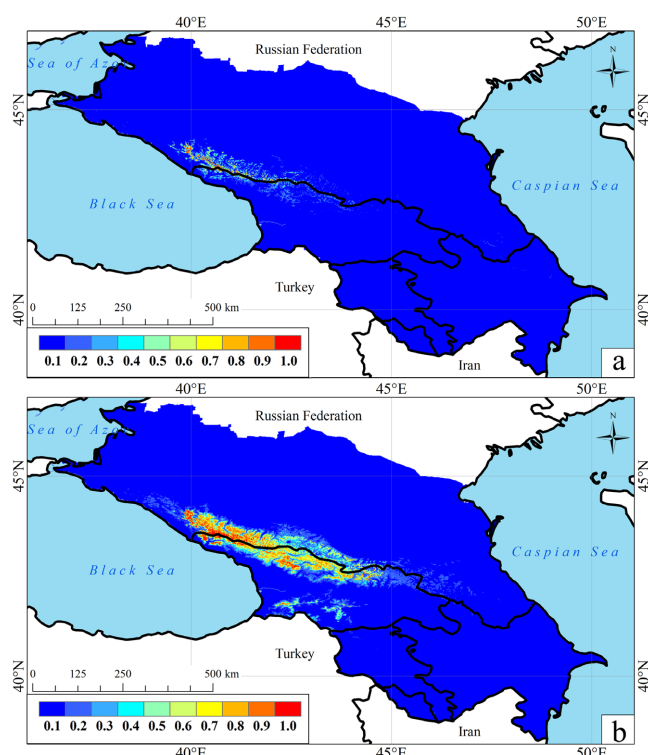 40°E 45°E 50°E
Russian Federation
Sea of Azo
N
45°N 45°N
Caspian Sea
Black Sea
Turkey
40°N 40°N
0 125 250 500 km
0.1 0.2 0.3 0.4 0.5 0.6 0.7 0.8 0.9 1.0
Iran
a
40°E 45°E 50°E
Russian Federation
Sea of Azo
N
45°N 45°N
Caspian Sea
Black Sea
Turkey
40°N 40°N
0 125 250 500 km
0.1 0.2 0.3 0.4 0.5 0.6 0.7 0.8 0.9 1.0
Iran
b
40°E 45°E 50°E